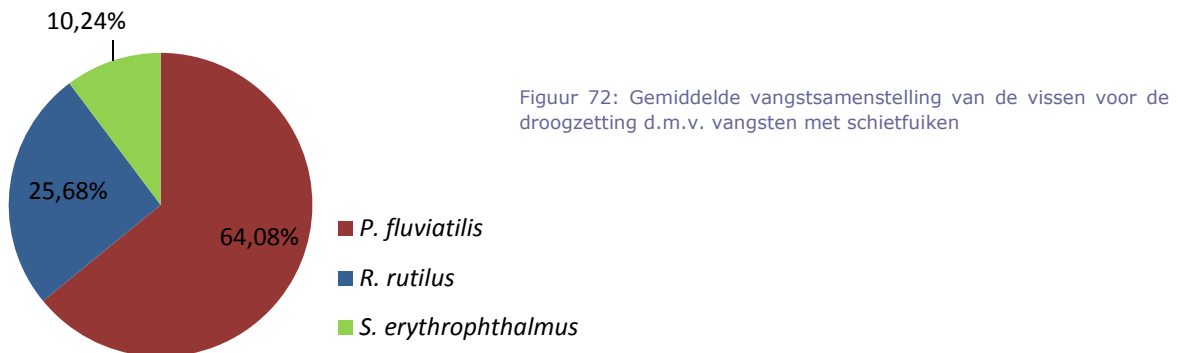 10,24%
Figuur 72: Gemiddelde vangstsamenstelling van de vissen voor de
droogzetting d.m.v. vangsten met schietfuiken
25,68%
64,08%
P. fluviatilis
R. rutilus
S. erythrophthalmus